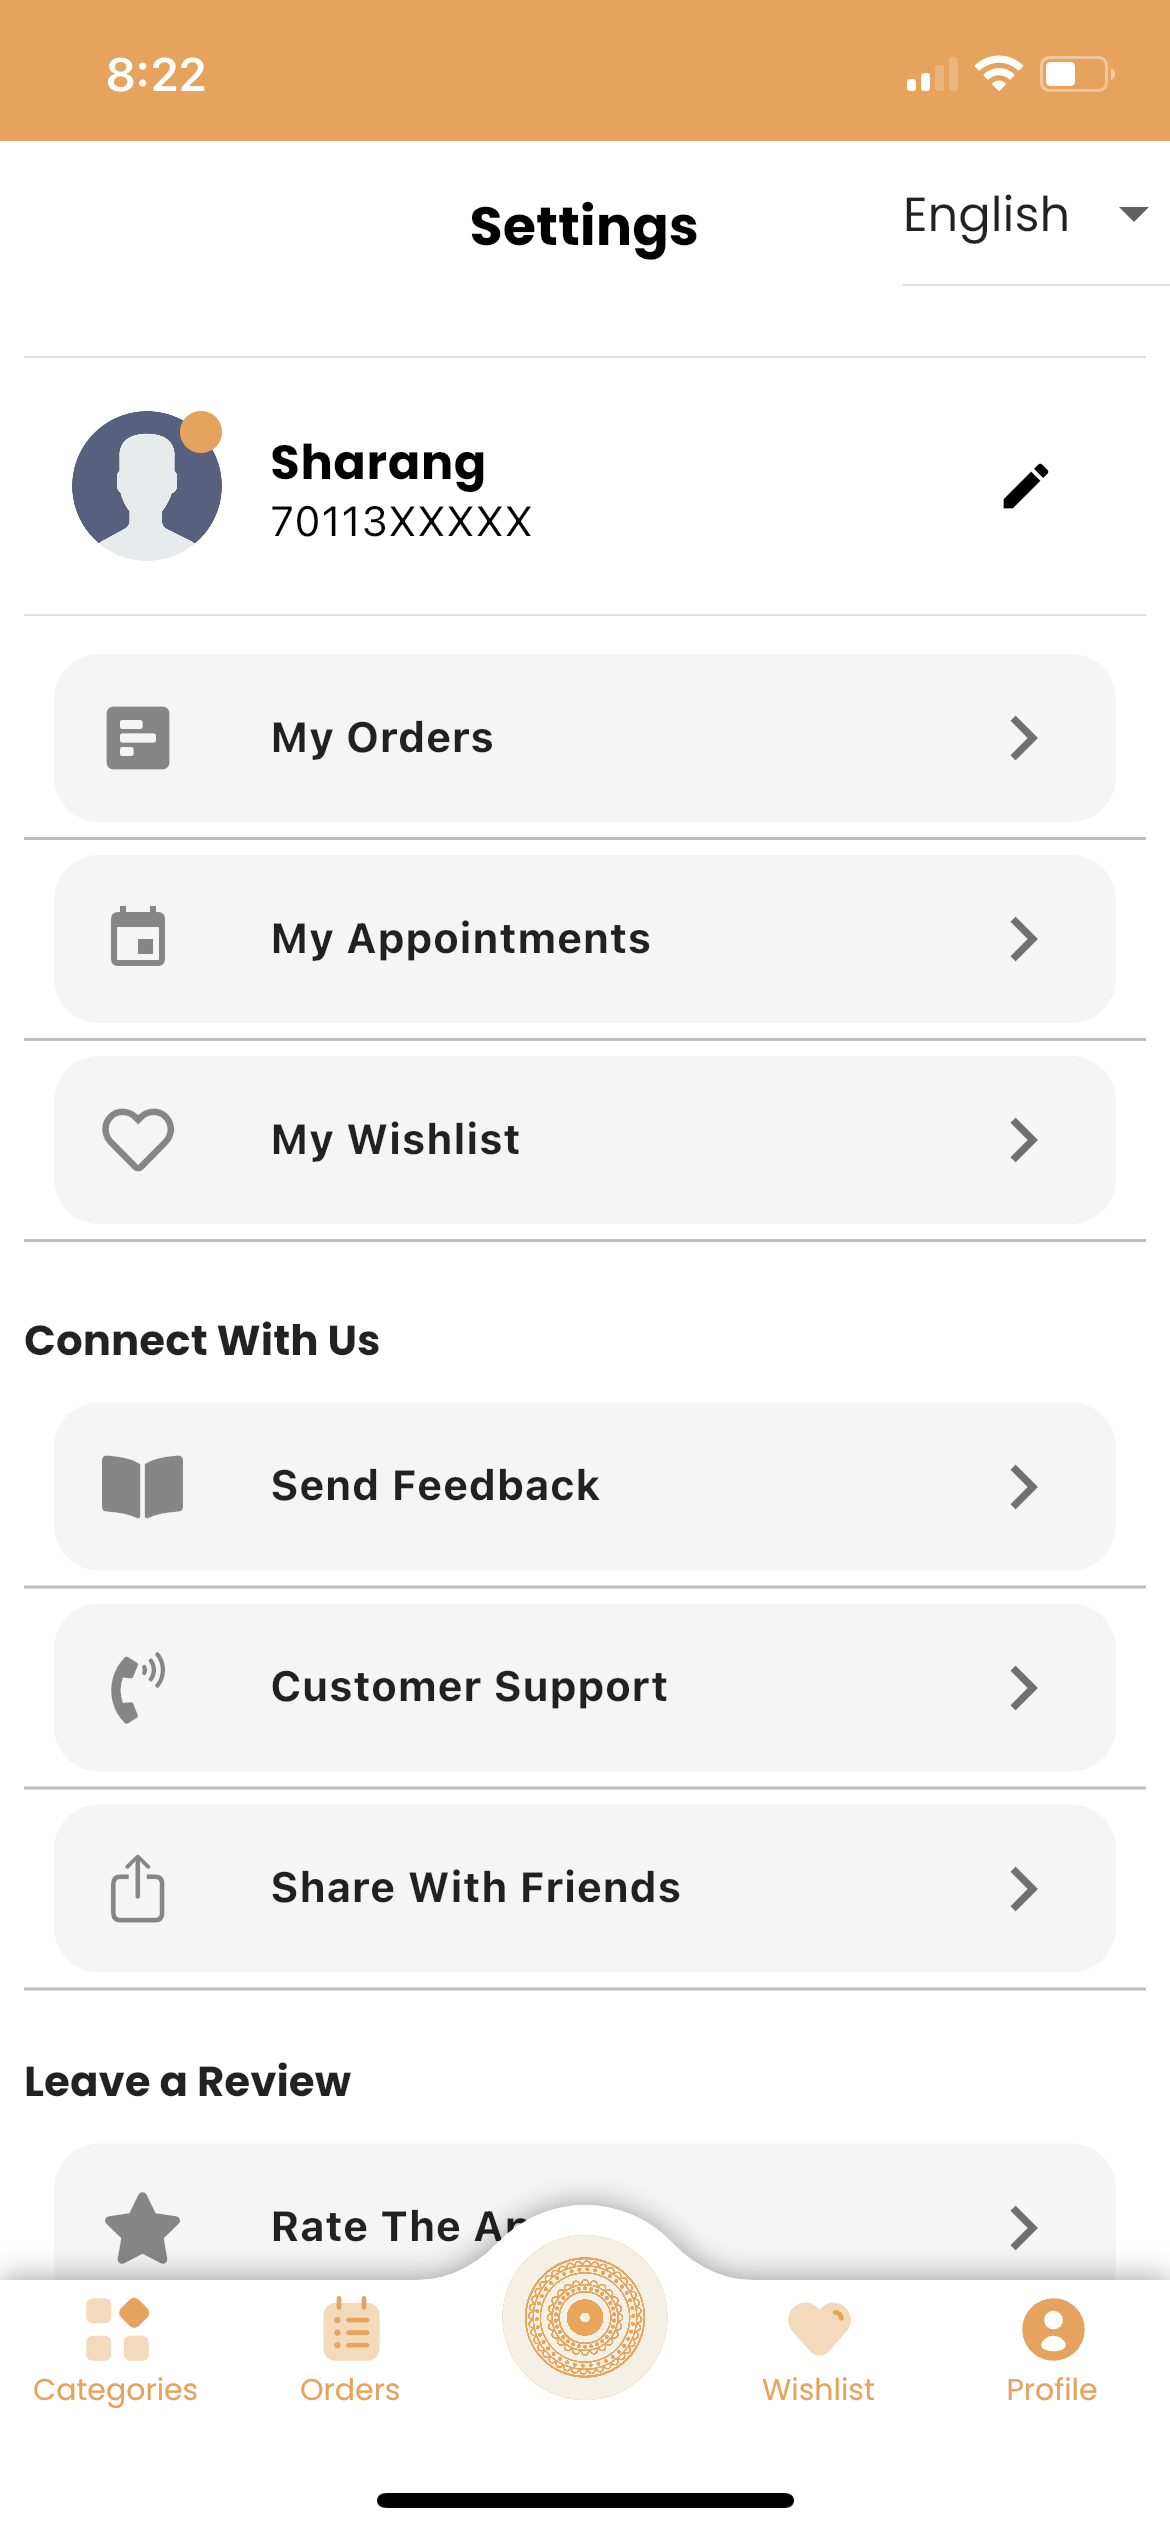 8:22
Settings
English
Sharang
70113XXXXX
My Orders
My Appointments
My Wishlist
Connect With Us
Send Feedback
Customer Support
Share With Friends
Leave a Review
Rate The
Categories
Orders
Wishlist
Profile